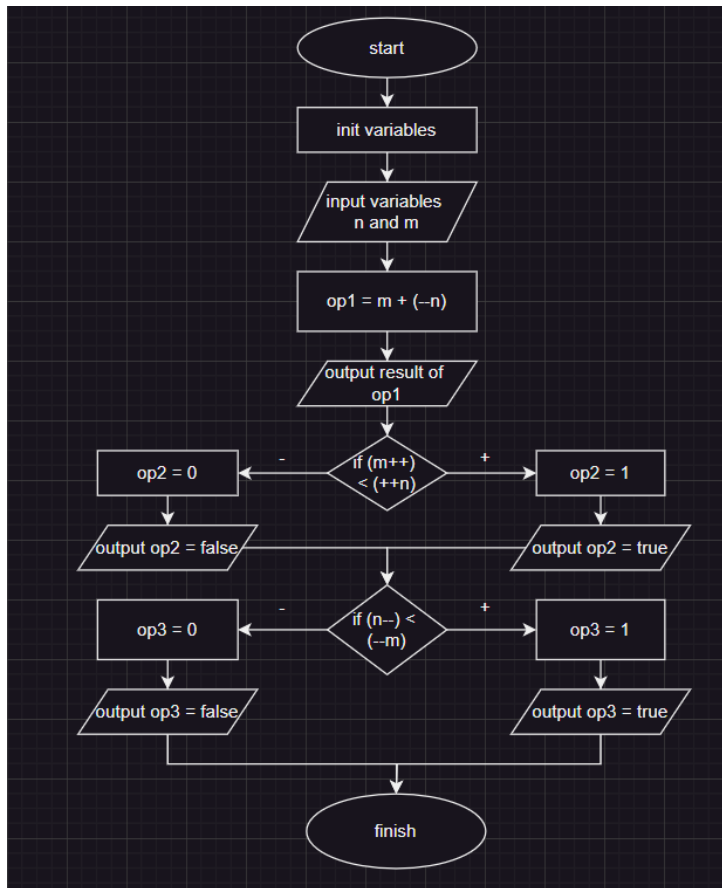 start
init variables
input variables
n and m
op1 = m + (--n)
output result of
op1
-
+
op2 = 0
if (m++)
< (++n)
op2 = 1
output op2 = false
output op2 = true
-
+
op3 = 0
if (n--) <
(--m)
op3 = 1
output op3 = false
output op3 = true
finish